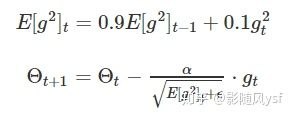 E[g²]ₜ = 0.9E[g²]ₜ₋₁ + 0.1gₜ²
Θₜ₊₁ = Θₜ − α/√(E[g²]ₜ+ϵ) · gₜ
知乎 @影随风ysf